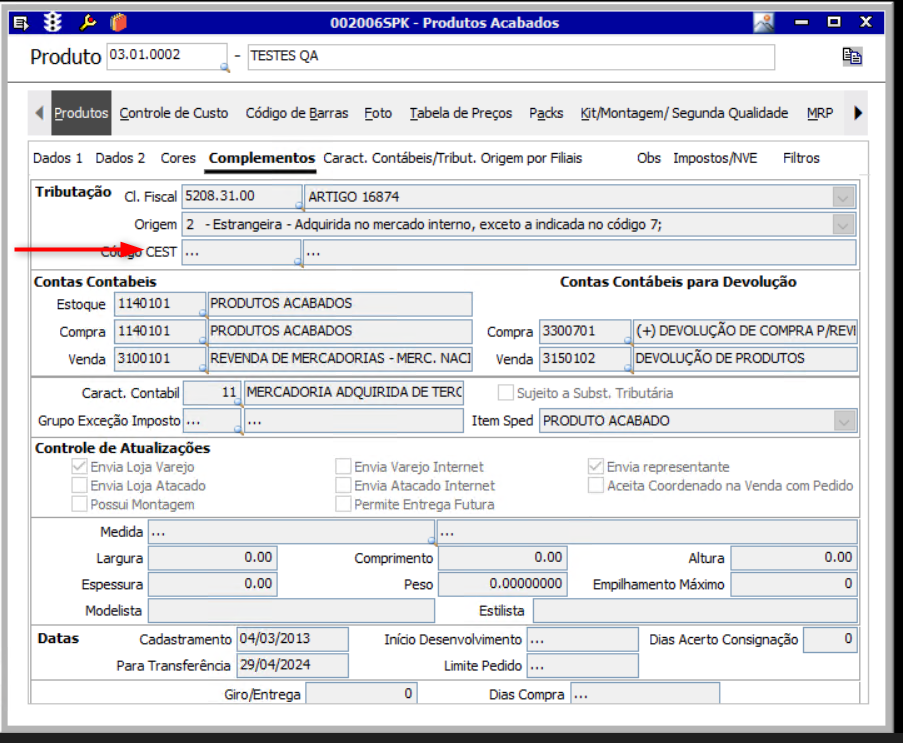 002006SPK - Produtos Acabados
Produto 03.01.0002 - TESTES QA
Produtos Controle de Custo Código de Barras Foto Tabela de Preços Packs Kit/Montagem/ Segunda Qualidade MRP
Dados 1 Dados 2 Cores Complementos Caract. Contábeis/Tribut. Origem por Filiais Obs Impostos/NVE Filtros
Tributação Cl. Fiscal 5208.31.00 ARTIGO 16874
Origem 2 - Estrangeira - Adquirida no mercado interno, exceto a indicada no código 7;
Código CEST ... ...
Contas Contabeis Contas Contábeis para Devolução
Estoque 1140101 PRODUTOS ACABADOS
Compra 1140101 PRODUTOS ACABADOS Compra 3300701 (+) DEVOLUÇÃO DE COMPRA P/REVI
Venda 3100101 REVENDA DE MERCADORIAS - MERC. NACI Venda 3150102 DEVOLUÇÃO DE PRODUTOS
Caract. Contabil 11 MERCADORIA ADQUIRIDA DE TERC Sujeito a Subst. Tributária
Grupo Exceção Imposto ... ... Item Sped PRODUTO ACABADO
Controle de Atualizações
Envia Loja Varejo Envia Varejo Internet Envia representante
Envia Loja Atacado Envia Atacado Internet Aceita Coordenado na Venda com Pedido
Possui Montagem Permite Entrega Futura
Medida ... ...
Largura 0.00 Comprimento 0.00 Altura 0.00
Espessura 0.00 Peso 0.00000000 Empilhamento Máximo 0
Modelista Estilista
Datas Cadastramento 04/03/2013 Início Desenvolvimento ... Dias Acerto Consignação 0
Para Transferência 29/04/2024 Limite Pedido ...
Giro/Entrega 0 Dias Compra ...